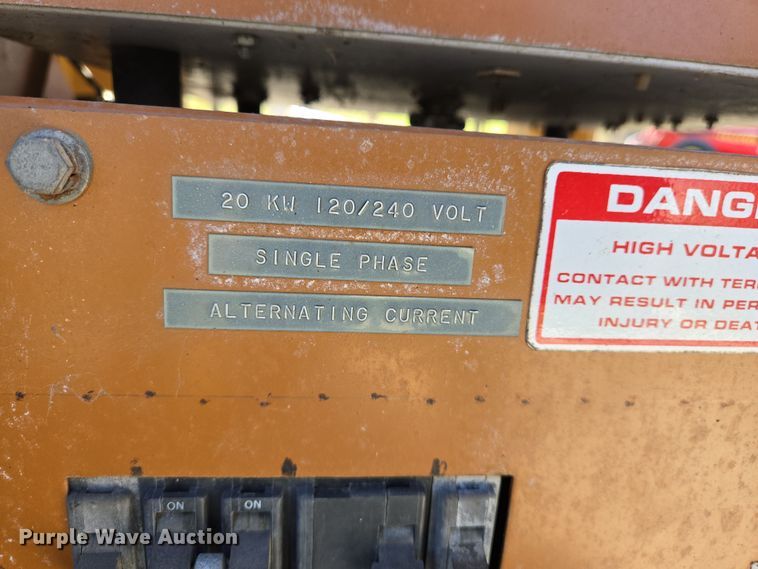 20 KW 120/240 VOLT
SINGLE PHASE
ALTERNATING CURRENT
DANG
HIGH VOLTA
CONTACT WITH TER
MAY RESULT IN PER
INJURY OR DEAT
ON
ON
Purple Wave Auction